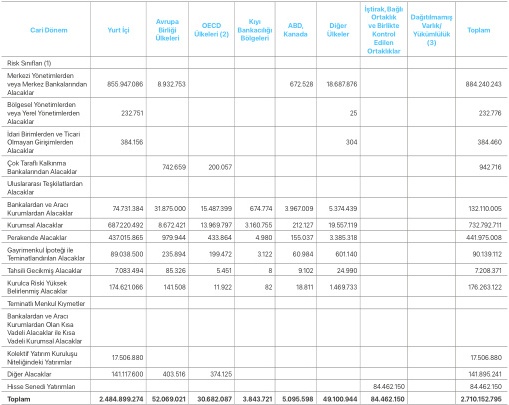 Cari Dönem Yurt İçi Avrupa Birliği Ülkeleri OECD Ülkeleri (2) Kıyı Bankacılığı Bölgeleri ABD, Kanada Diğer Ülkeler İştirak, Bağlı Ortaklık ve Birlikte Kontrol Edilen Ortaklıklar Dağıtılmamış Varlık/ Yükümlülük (3) Toplam
Risk Sınıfları (1)
Merkezi Yönetimlerden veya Merkez Bankalarından Alacaklar 855.947.086 8.932.753 672.528 18.687.876 884.240.243
Bölgesel Yönetimlerden veya Yerel Yönetimlerden Alacaklar 232.751 25 232.776
İdari Birimlerden ve Ticari Olmayan Girişimlerden Alacaklar 384.156 304 384.460
Çok Taraflı Kalkınma Bankalarından Alacaklar 742.659 200.057 942.716
Uluslararası Teşkilatlardan Alacaklar
Bankalardan ve Aracı Kurumlardan Alacaklar 74.731.384 31.875.000 15.487.399 674.774 3.967.009 5.374.439 132.110.005
Kurumsal Alacaklar 687.220.492 8.672.421 13.969.797 3.160.755 212.127 19.557.119 732.792.711
Perakende Alacaklar 437.015.865 979.944 433.864 4.980 155.037 3.385.318 441.975.008
Gayrimenkul İpoteği ile Teminatlandırılan Alacaklar 89.038.500 235.894 199.472 3.122 60.984 601.140 90.139.112
Tahsili Gecikmiş Alacaklar 7.083.494 85.326 5.451 8 9.102 24.990 7.208.371
Kurulca Riski Yüksek Belirlenmiş Alacaklar 174.621.066 141.508 11.922 82 18.811 1.469.733 176.263.122
Teminatlı Menkul Kıymetler
Bankalardan ve Aracı Kurumlardan Olan Kısa Vadeli Alacaklar ile Kısa Vadeli Kurumsal Alacaklar
Kolektif Yatırım Kuruluşu Niteliğindeki Yatırımlar 17.506.880 17.506.880
Diğer Alacaklar 141.117.600 403.516 374.125 141.895.241
Hisse Senedi Yatırımları 84.462.150 84.462.150
Toplam 2.484.899.274 52.069.021 30.682.087 3.843.721 5.095.598 49.100.944 84.462.150 2.710.152.795